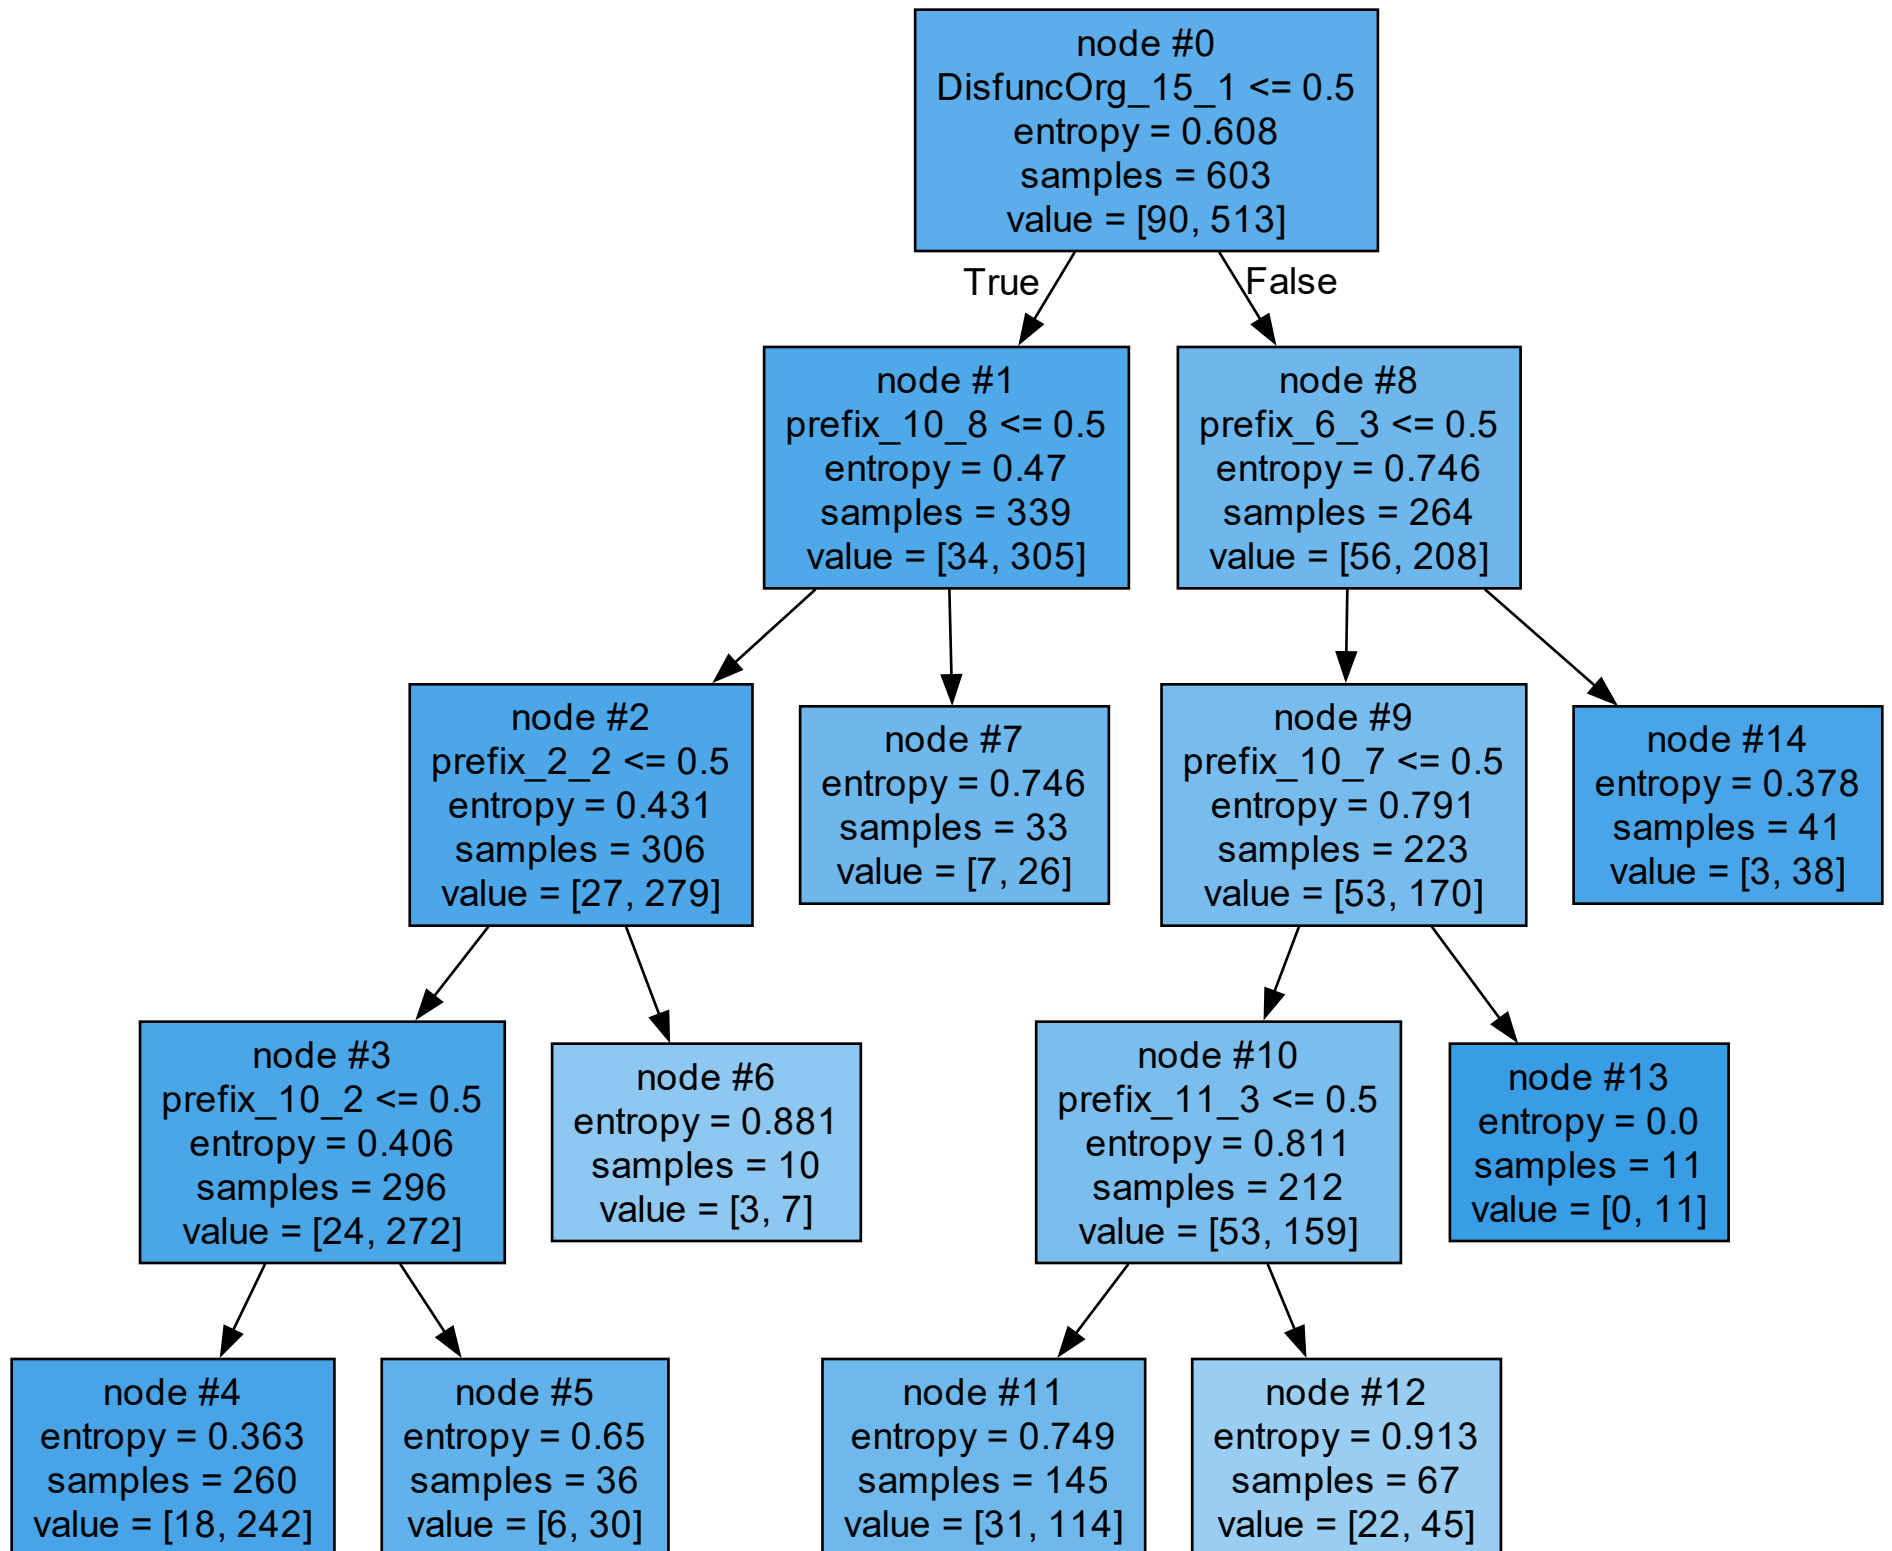 node #0
DisfuncOrg_15_1 <= 0.5
entropy = 0.608
samples = 603
value = [90, 513]
True
False
node #1
prefix_10_8 <= 0.5
entropy = 0.47
samples = 339
value = [34, 305]
node #8
prefix_6_3 <= 0.5
entropy = 0.746
samples = 264
value = [56, 208]
node #2
prefix_2_2 <= 0.5
entropy = 0.431
samples = 306
value = [27, 279]
node #7
entropy = 0.746
samples = 33
value = [7, 26]
node #9
prefix_10_7 <= 0.5
entropy = 0.791
samples = 223
value = [53, 170]
node #14
entropy = 0.378
samples = 41
value = [3, 38]
node #3
prefix_10_2 <= 0.5
entropy = 0.406
samples = 296
value = [24, 272]
node #6
entropy = 0.881
samples = 10
value = [3, 7]
node #10
prefix_11_3 <= 0.5
entropy = 0.811
samples = 212
value = [53, 159]
node #13
entropy = 0.0
samples = 11
value = [0, 11]
node #4
entropy = 0.363
samples = 260
value = [18, 242]
node #5
entropy = 0.65
samples = 36
value = [6, 30]
node #11
entropy = 0.749
samples = 145
value = [31, 114]
node #12
entropy = 0.913
samples = 67
value = [22, 45]